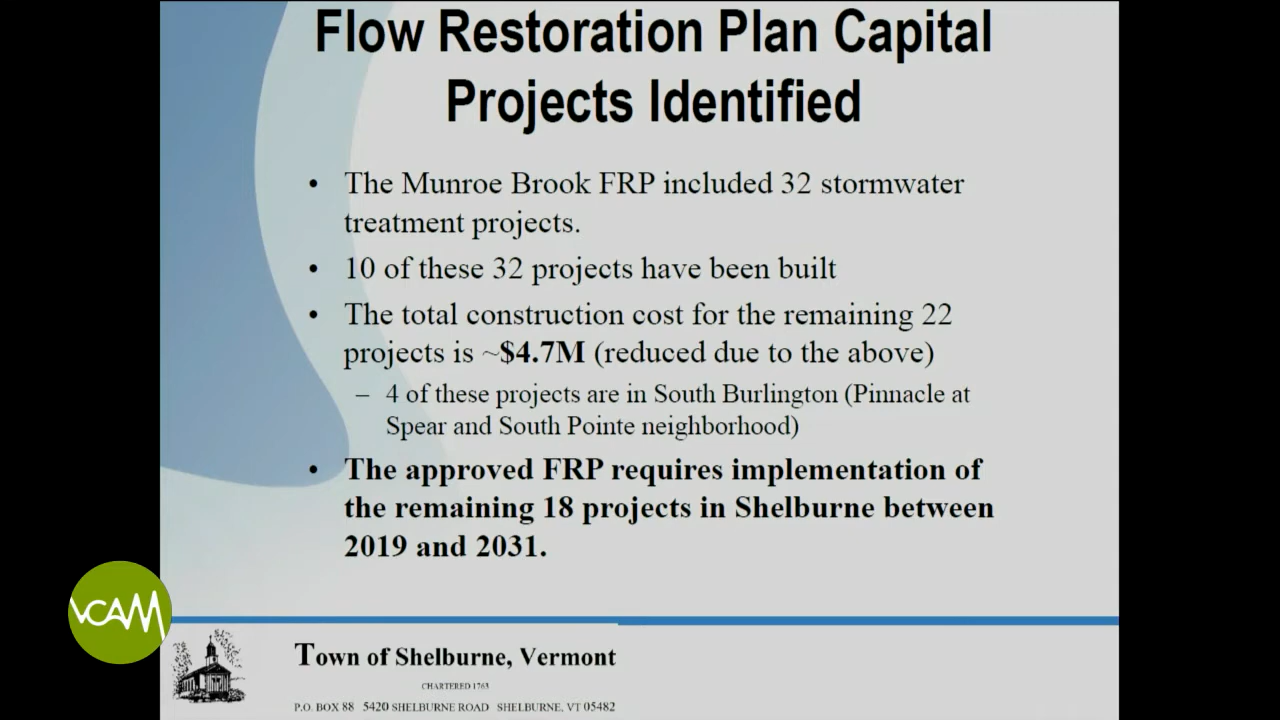 Flow Restoration Plan Capital
Projects Identified
• The Munroe Brook FRP included 32 stormwater
treatment projects.
• 10 of these 32 projects have been built
• The total construction cost for the remaining 22
projects is ~$4.7M (reduced due to the above)
– 4 of these projects are in South Burlington (Pinnacle at
Spear and South Pointe neighborhood)
• The approved FRP requires implementation of
the remaining 18 projects in Shelburne between
2019 and 2031.
VCAM
Town of Shelburne, Vermont
CHARTERED 1763
P.O. BOX 88 5420 SHELBURNE ROAD SHELBURNE, VT 05482